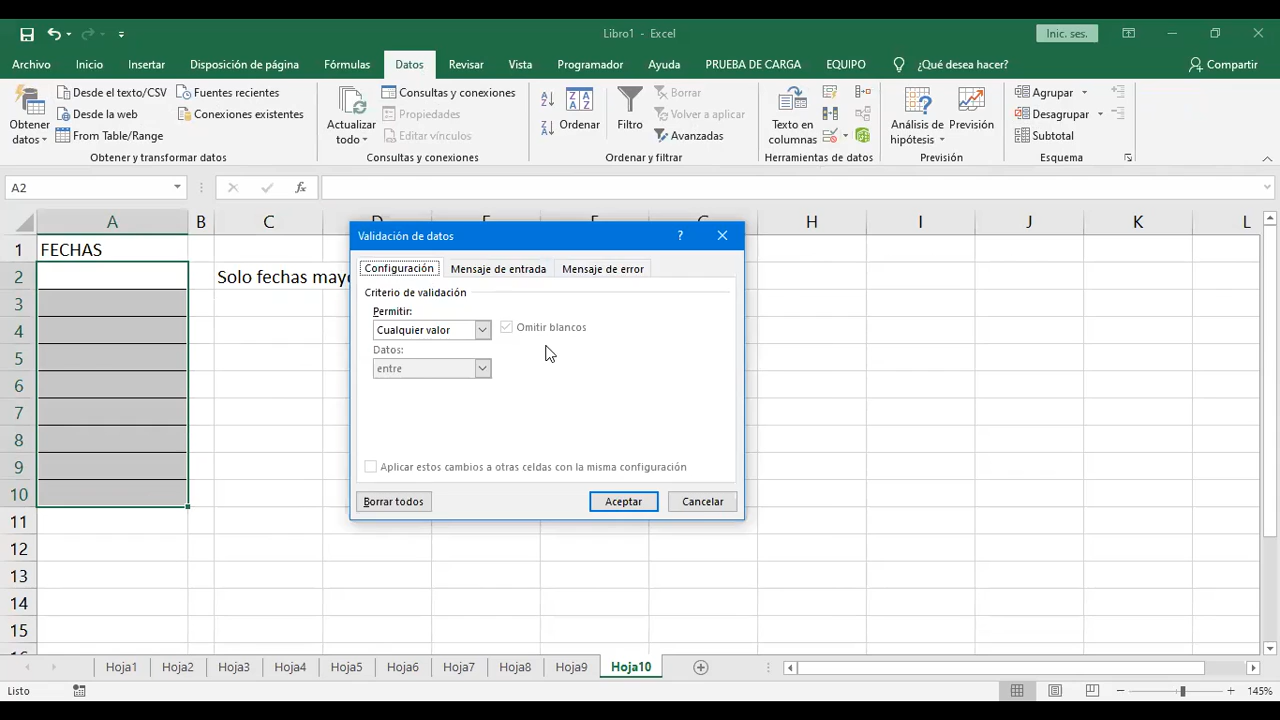 Libro1 - Excel
Inic. ses.
Archivo Inicio Insertar Disposición de página Fórmulas Datos Revisar Vista Programador Ayuda PRUEBA DE CARGA EQUIPO ¿Qué desea hacer? Compartir
Obtener datos
Desde el texto/CSV
Desde la web
From Table/Range
Fuentes recientes
Conexiones existentes
Obtener y transformar datos
Actualizar todo
Consultas y conexiones
Propiedades
Editar vínculos
Consultas y conexiones
Ordenar
Filtro
Borrar
Volver a aplicar
Avanzadas
Ordenar y filtrar
Texto en columnas
Herramientas de datos
Análisis de hipótesis
Previsión
Previsión
Agrupar
Desagrupar
Subtotal
Esquema
A2
fx
A B C D E F G H I J K L
1 FECHAS
2 Solo fechas mayo
3
4
5
6
7
8
9
10
11
12
13
14
15
Validación de datos
?
Configuración Mensaje de entrada Mensaje de error
Criterio de validación
Permitir:
Cualquier valor
Omitir blancos
Datos:
entre
Aplicar estos cambios a otras celdas con la misma configuración
Borrar todos Aceptar Cancelar
Hoja1 Hoja2 Hoja3 Hoja4 Hoja5 Hoja6 Hoja7 Hoja8 Hoja9 Hoja10
Listo
145%